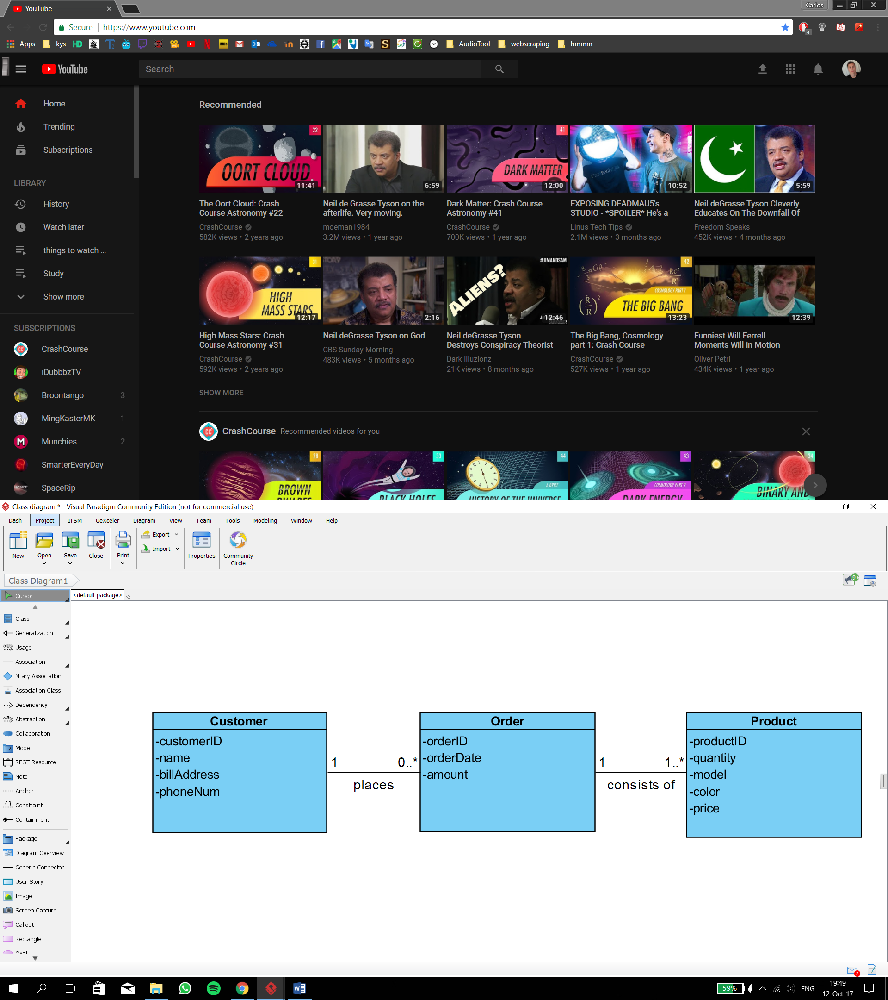 YouTube
Carlos
Secure
https://www.youtube.com
4
Apps
kys
AudioTool
webscraping
hmmm
YouTube
Search
Home
Trending
Subscriptions
LIBRARY
History
Watch later
things to watch ...
Study
Show more
SUBSCRIPTIONS
CrashCourse
iDubbbzTV
Broontango 3
MingKasterMK 1
Munchies 2
SmarterEveryDay
SpaceRip
Recommended
22
OORT CLOUD
11:41
6:59
41
DARK MATTER
12:00
10:52
5:59
The Oort Cloud: Crash
Course Astronomy #22
CrashCourse
582K views • 2 years ago
Neil de Grasse Tyson on the
afterlife. Very moving.
moeman1984
3.2M views • 1 year ago
Dark Matter: Crash Course
Astronomy #41
CrashCourse
700K views • 1 year ago
EXPOSING DEADMAU5's
STUDIO - *SPOILER* He's a
Linus Tech Tips
2.1M views • 3 months ago
Neil deGrasse Tyson Cleverly
Educates On The Downfall Of
Freedom Speaks
452K views • 4 months ago
31
HIGH
MASS STARS
12:17
2:16
#JIMANDSAM
ALIENS?
12:46
42
COSMOLOGY PART 1
THE BIG BANG
13:23
12:39
High Mass Stars: Crash
Course Astronomy #31
CrashCourse
592K views • 2 years ago
Neil deGrasse Tyson on God
CBS Sunday Morning
483K views • 5 months ago
Neil deGrasse Tyson
Destroys Conspiracy Theorist
Dark Illuzionz
21K views • 8 months ago
The Big Bang, Cosmology
part 1: Crash Course
CrashCourse
527K views • 1 year ago
Funniest Will Ferrell
Moments Will in Motion
Oliver Petri
434K views • 1 year ago
SHOW MORE
CrashCourse Recommended videos for you
28
BROWN
DWARFS
33
BLACK HOLES
44
A BRIEF
HISTORY OF THE UNIVERSE
43
COSMOLOGY PART 2
DARK ENERGY
34
BINARY AND
MULTIPLE STARS
Class diagram * - Visual Paradigm Community Edition (not for commercial use)
Dash
Project
ITSM
UeXceler
Diagram
View
Team
Tools
Modeling
Window
Help
New
Open
Save
Close
Print
Export
Import
Properties
Community
Circle
Class Diagram1
9+
Cursor
<default package>
Class
Generalization
Usage
Association
N-ary Association
Association Class
Dependency
Abstraction
Collaboration
Model
REST Resource
Note
Anchor
Constraint
Containment
Package
Diagram Overview
Generic Connector
User Story
Image
Screen Capture
Callout
Rectangle
Oval
Customer
-customerID
-name
-billAddress
-phoneNum
1
0..*
places
Order
-orderID
-orderDate
-amount
1
1..*
consists of
Product
-productID
-quantity
-model
-color
-price
2
59%
ENG
19:49
12-Oct-17